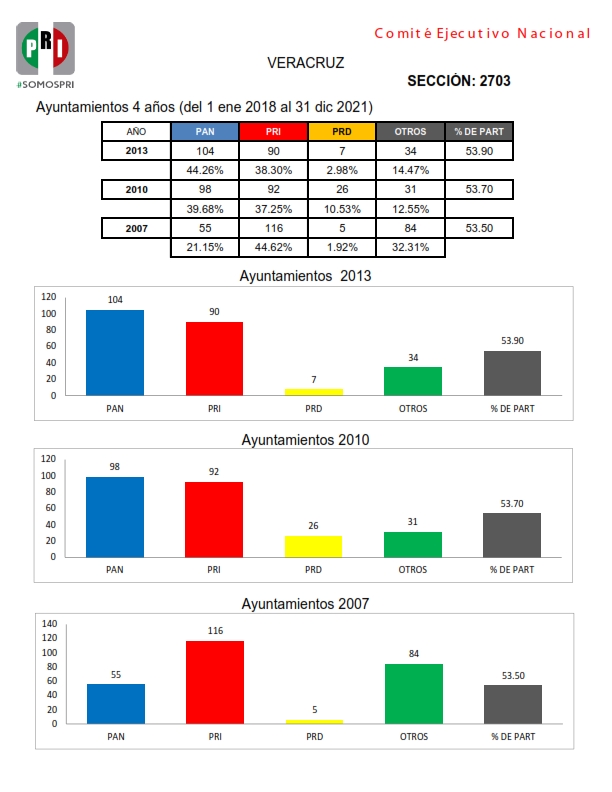 PRI
#SOMOSPRI
Comité Ejecutivo Nacional
VERACRUZ
SECCIÓN: 2703
Ayuntamientos 4 años (del 1 ene 2018 al 31 dic 2021)
AÑO PAN PRI PRD OTROS % DE PART
2013 104 90 7 34 53.90
44.26% 38.30% 2.98% 14.47%
2010 98 92 26 31 53.70
39.68% 37.25% 10.53% 12.55%
2007 55 116 5 84 53.50
21.15% 44.62% 1.92% 32.31%
Ayuntamientos 2013
120
100
80
60
40
20
0
104
90
7
34
53.90
PAN PRI PRD OTROS % DE PART
Ayuntamientos 2010
120
100
80
60
40
20
0
98
92
26
31
53.70
PAN PRI PRD OTROS % DE PART
Ayuntamientos 2007
140
120
100
80
60
40
20
0
55
116
5
84
53.50
PAN PRI PRD OTROS % DE PART